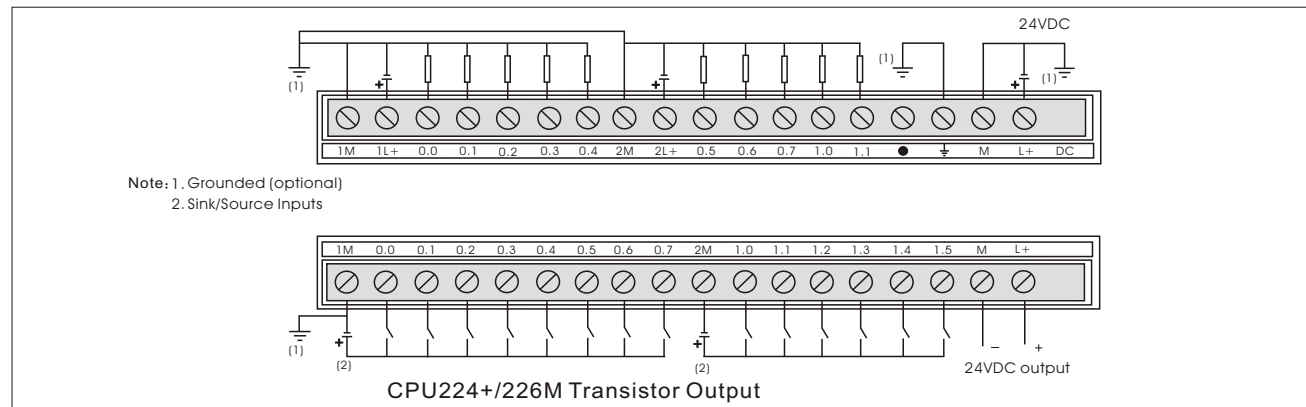 24VDC
(1) (1) (1)
+ + +
1M 1L+ 0.0 0.1 0.2 0.3 0.4 2M 2L+ 0.5 0.6 0.7 1.0 1.1 M L+ DC
Note: 1. Grounded (optional)
2. Sink/Source Inputs
1M 0.0 0.1 0.2 0.3 0.4 0.5 0.6 0.7 2M 1.0 1.1 1.2 1.3 1.4 1.5 M L+
(1) + + − +
(2) (2) 24VDC output
CPU224+/226M Transistor Output